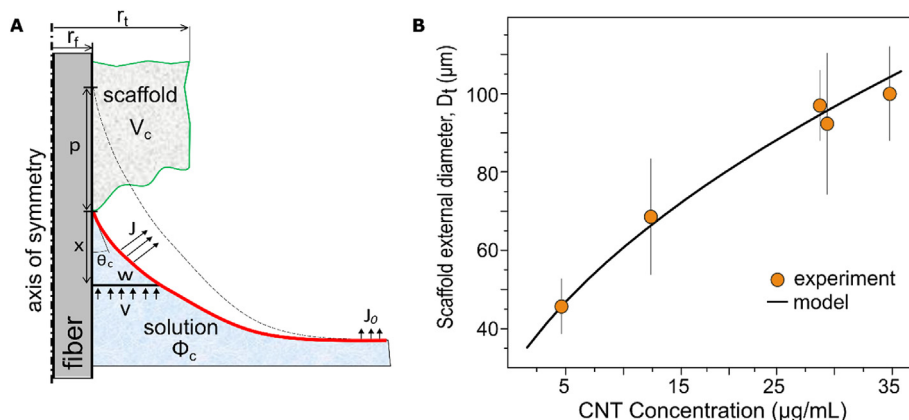 A
r_t
r_f
scaffold
V_c
p
x
J
θ_c
w
v
J_0
solution
Φ_c
axis of symmetry
fiber
B
Scaffold external diameter, D_t (µm)
100
80
60
40
experiment
model
5
15
25
35
CNT Concentration (µg/mL)